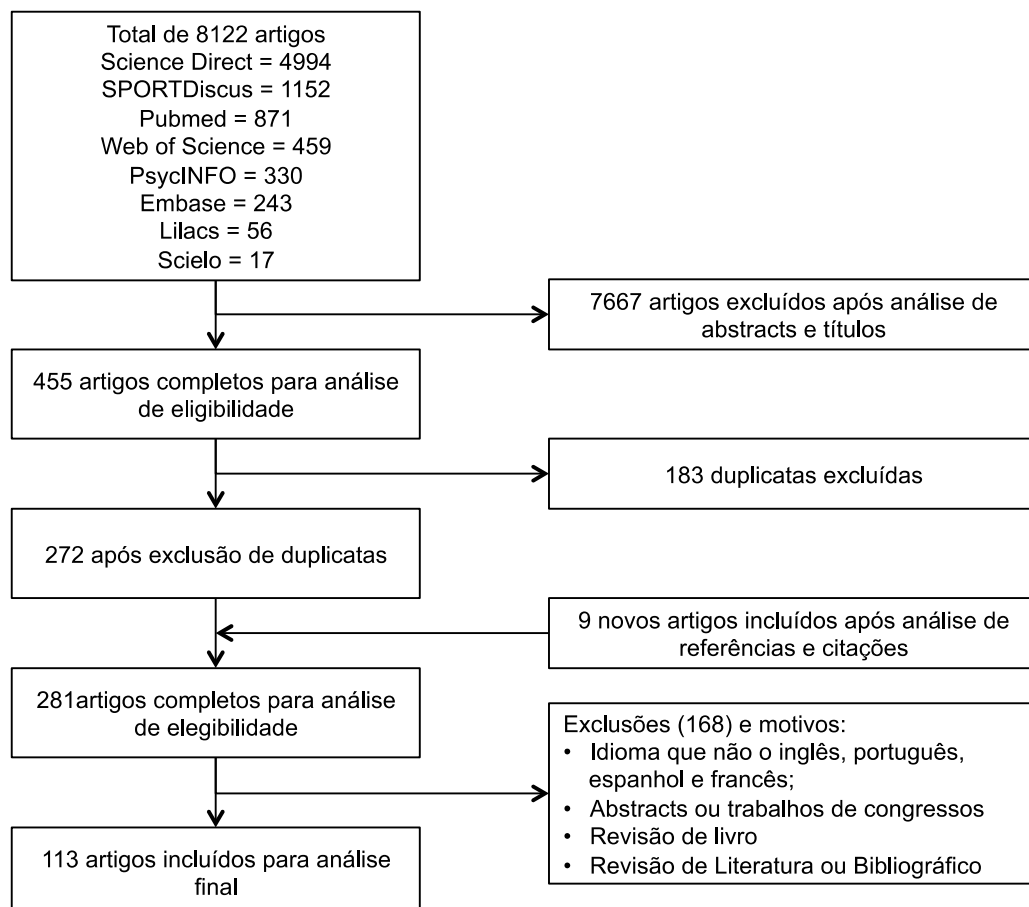 Total de 8122 artigos
Science Direct = 4994
SPORTDiscus = 1152
Pubmed = 871
Web of Science = 459
PsycINFO = 330
Embase = 243
Lilacs = 56
Scielo = 17
7667 artigos excluídos após análise de
abstracts e títulos
455 artigos completos para análise
de eligibilidade
183 duplicatas excluídas
272 após exclusão de duplicatas
9 novos artigos incluídos após análise de
referências e citações
281artigos completos para análise
de elegibilidade
Exclusões (168) e motivos:
• Idioma que não o inglês, português,
espanhol e francês;
• Abstracts ou trabalhos de congressos
• Revisão de livro
• Revisão de Literatura ou Bibliográfico
113 artigos incluídos para análise
final